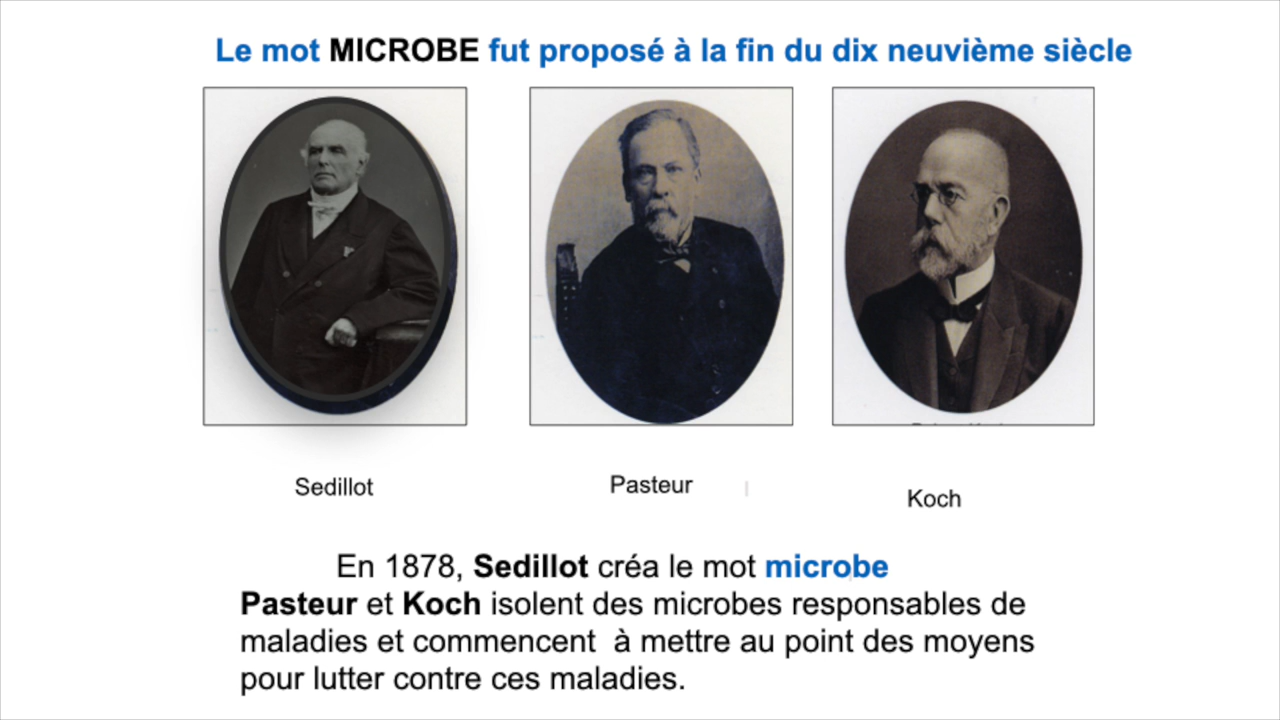 Le mot MICROBE fut proposé à la fin du dix neuvième siècle
Sedillot
Pasteur
Koch
En 1878, Sedillot créa le mot microbe
Pasteur et Koch isolent des microbes responsables de
maladies et commencent à mettre au point des moyens
pour lutter contre ces maladies.